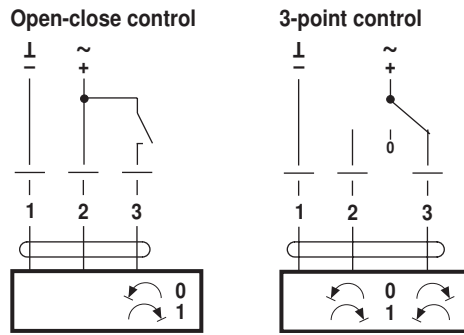 Open-close control
⊥ ~
– +
1 2 3
0
1
3-point control
⊥ ~
– +
0
1 2 3
0
1